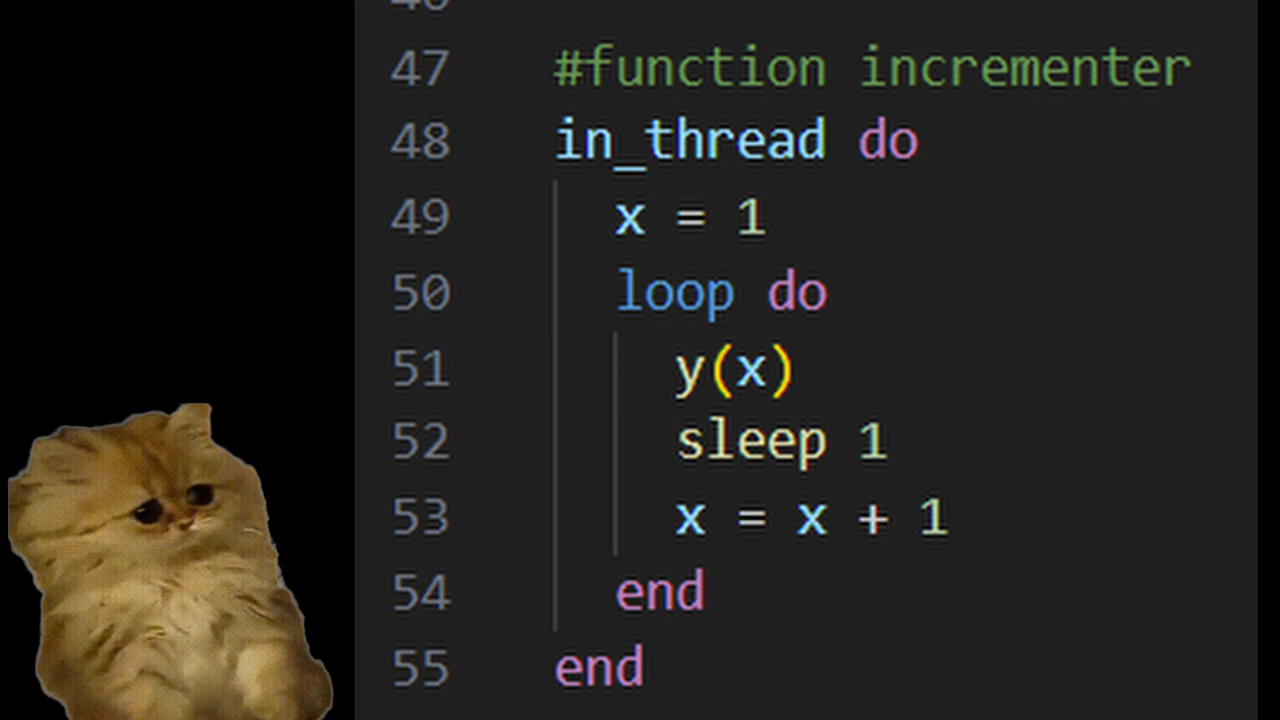 47 #function incrementer
48 in_thread do
49 x = 1
50 loop do
51 y(x)
52 sleep 1
53 x = x + 1
54 end
55 end